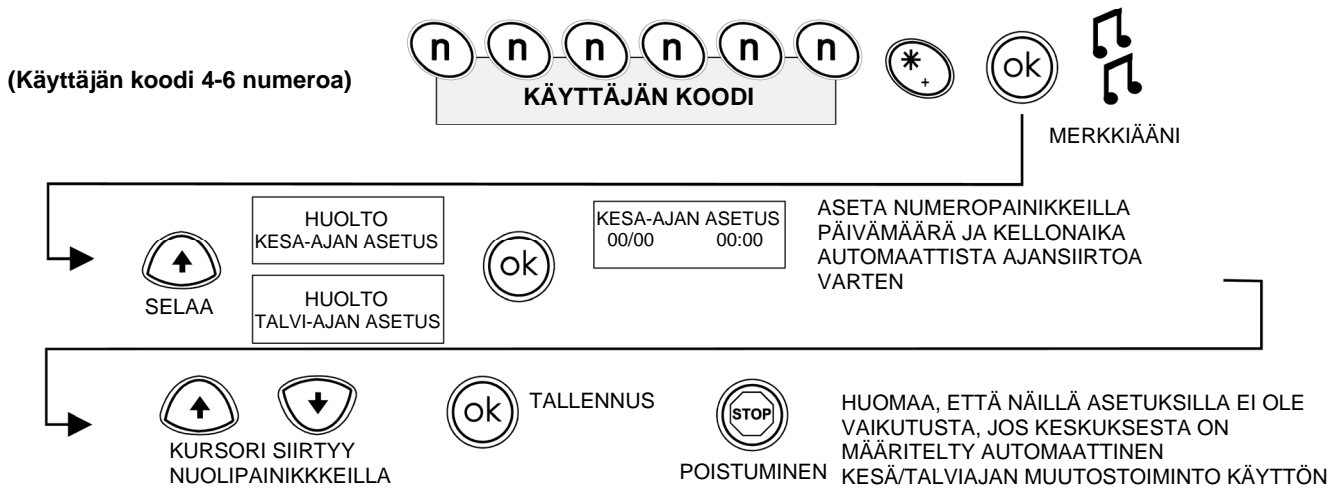 n n n n n n
* + ok
(Käyttäjän koodi 4-6 numeroa)
KÄYTTÄJÄN KOODI
MERKKIÄÄNI
HUOLTO
KESA-AJAN ASETUS
SELAA
HUOLTO
TALVI-AJAN ASETUS
ok
KESA-AJAN ASETUS
00/00 00:00
ASETA NUMEROPAINIKKEILLA
PÄIVÄMÄÄRÄ JA KELLONAIKA
AUTOMAATTISTA AJANSIIRTOA
VARTEN
KURSORI SIIRTYY
NUOLIPAINIKKKEILLA
ok
TALLENNUS
STOP
POISTUMINEN
HUOMAA, ETTÄ NÄILLÄ ASETUKSILLA EI OLE
VAIKUTUSTA, JOS KESKUKSESTA ON
MÄÄRITELTY AUTOMAATTINEN
KESÄ/TALVIAJAN MUUTOSTOIMINTO KÄYTTÖN